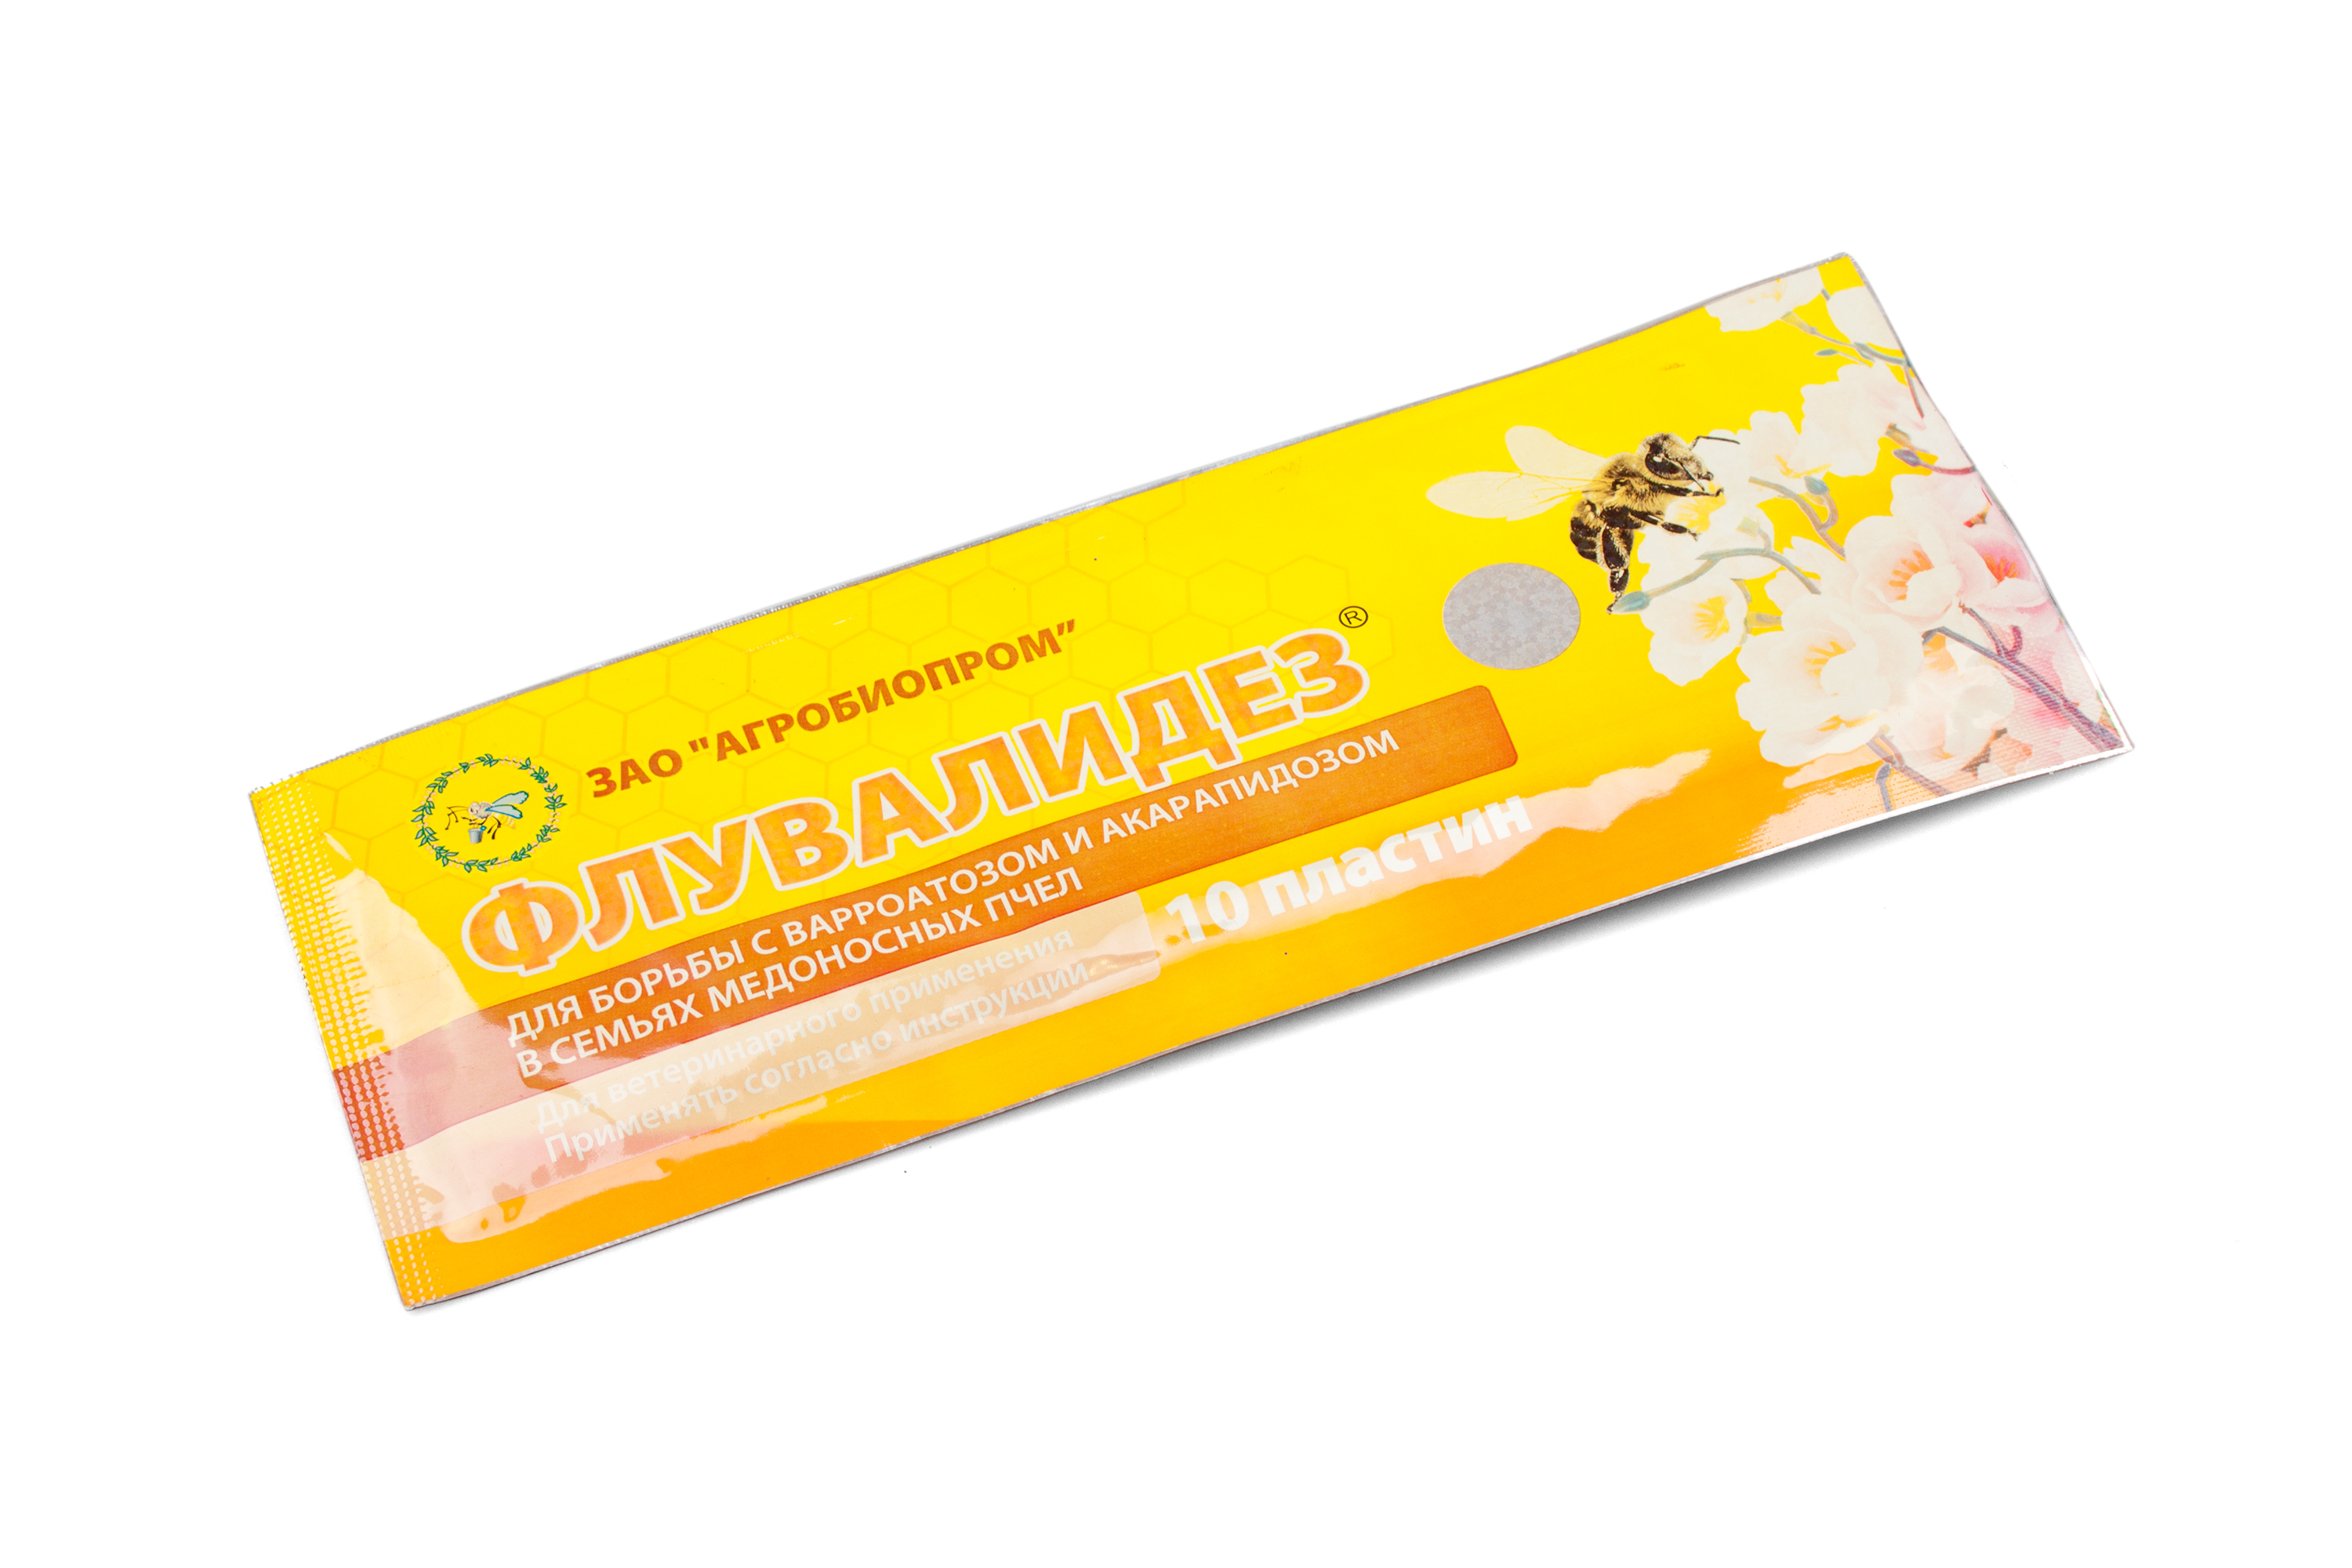 ЗАО "АГРОБИОПРОМ"
ФЛУВАЛИДЕЗ®
ДЛЯ БОРЬБЫ С ВАРРОАТОЗОМ И АКАРАПИДОЗОМ
В СЕМЬЯХ МЕДОНОСНЫХ ПЧЕЛ
Для ветеринарного применения
Применять согласно инструкции
10 пластин